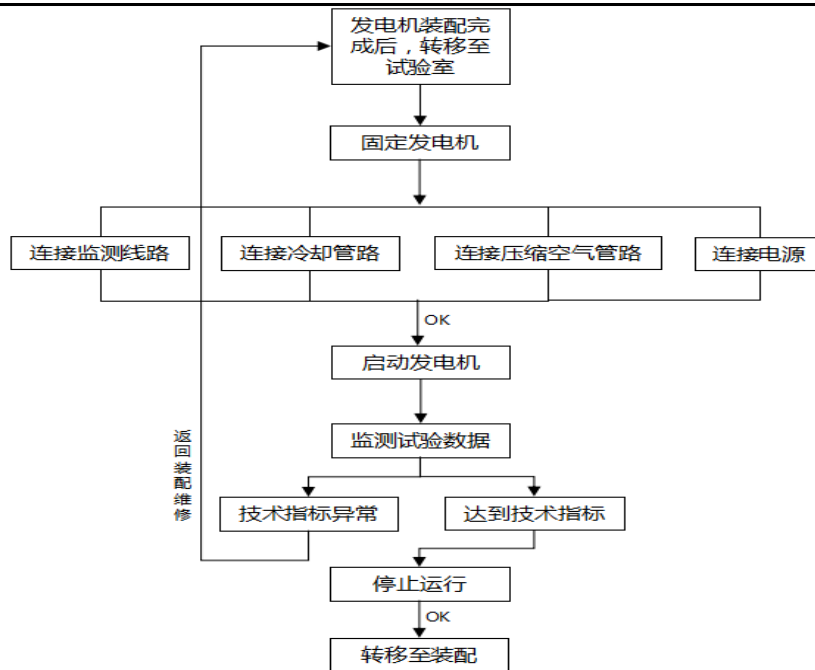 发电机装配完
成后，转移至
试验室
固定发电机
连接监测线路
连接冷却管路
连接压缩空气管路
连接电源
OK
启动发电机
监测试验数据
返回装配维修
技术指标异常
达到技术指标
停止运行
OK
转移至装配